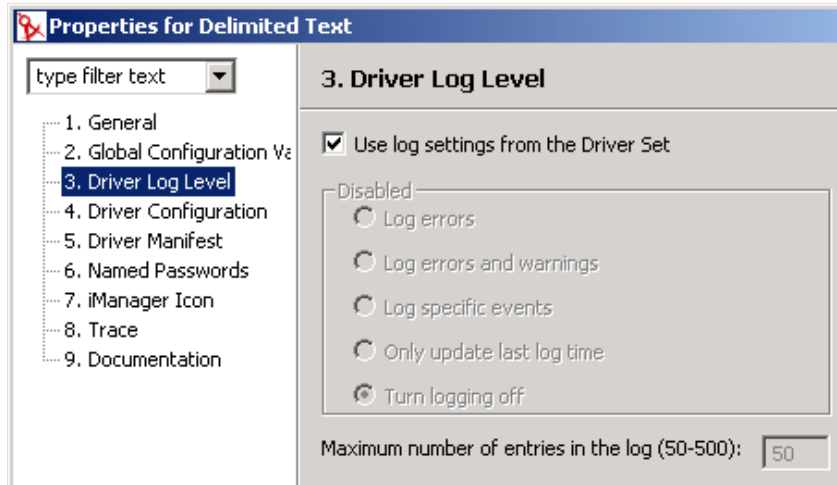 Properties for Delimited Text
type filter text
1. General
2. Global Configuration Va
3. Driver Log Level
4. Driver Configuration
5. Driver Manifest
6. Named Passwords
7. iManager Icon
8. Trace
9. Documentation
3. Driver Log Level
Use log settings from the Driver Set
Disabled
Log errors
Log errors and warnings
Log specific events
Only update last log time
Turn logging off
Maximum number of entries in the log (50-500): 50